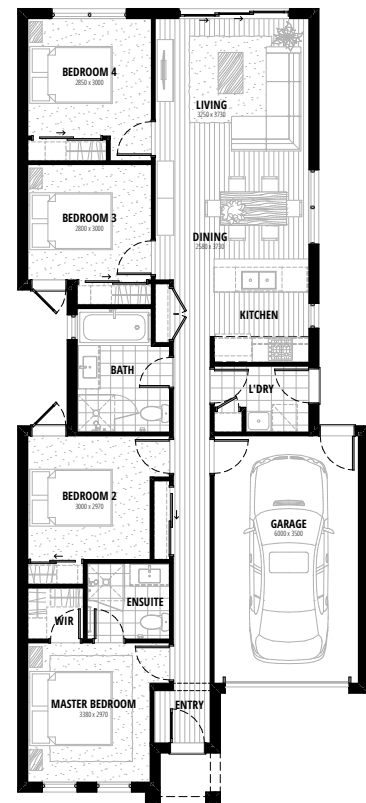 BEDROOM 4
2850 x 3000
LIVING
3250 x 3730
BEDROOM 3
2800 x 3000
DINING
2580 x 3730
KITCHEN
BATH
L'DRY
BEDROOM 2
3000 x 2970
GARAGE
6000 x 3500
ENSUITE
WIR
MASTER BEDROOM
3380 x 2970
ENTRY